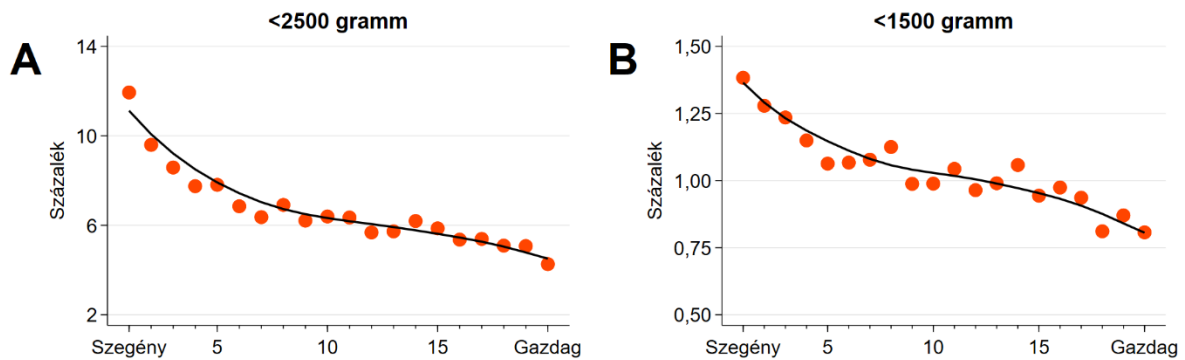 A
<2500 gramm
Százalék
14
10
6
2
Szegény 5 10 15 Gazdag
B
<1500 gramm
Százalék
1,50
1,25
1,00
0,75
0,50
Szegény 5 10 15 Gazdag